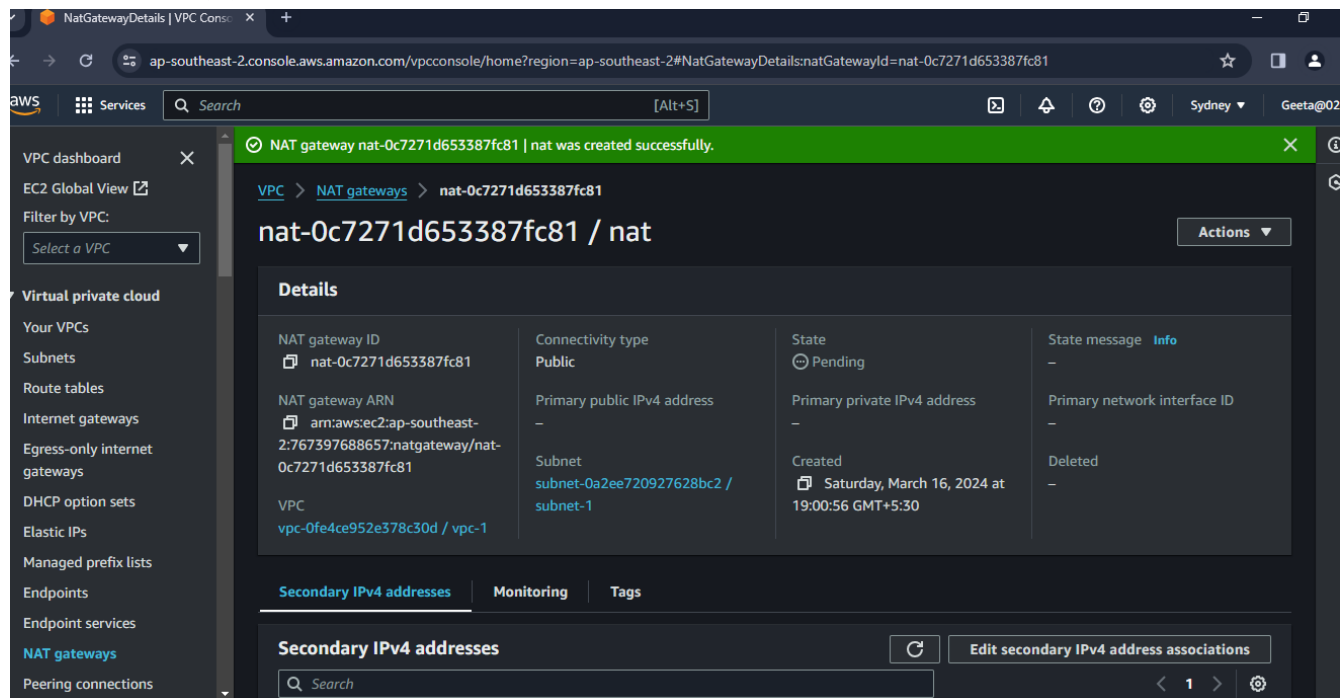 NatGatewayDetails | VPC Conso
ap-southeast-2.console.aws.amazon.com/vpcconsole/home?region=ap-southeast-2#NatGatewayDetails:natGatewayId=nat-0c7271d653387fc81
aws
Services
Search
[Alt+S]
Sydney
Geeta@02
VPC dashboard
EC2 Global View
Filter by VPC:
Select a VPC
Virtual private cloud
Your VPCs
Subnets
Route tables
Internet gateways
Egress-only internet
gateways
DHCP option sets
Elastic IPs
Managed prefix lists
Endpoints
Endpoint services
NAT gateways
Peering connections
NAT gateway nat-0c7271d653387fc81 | nat was created successfully.
VPC > NAT gateways > nat-0c7271d653387fc81
nat-0c7271d653387fc81 / nat
Actions
Details
NAT gateway ID
nat-0c7271d653387fc81
Connectivity type
Public
State
Pending
State message Info
–
NAT gateway ARN
arn:aws:ec2:ap-southeast-
2:767397688657:natgateway/nat-
0c7271d653387fc81
Primary public IPv4 address
–
Primary private IPv4 address
–
Primary network interface ID
–
VPC
vpc-0fe4ce952e378c30d / vpc-1
Subnet
subnet-0a2ee720927628bc2 /
subnet-1
Created
Saturday, March 16, 2024 at
19:00:56 GMT+5:30
Deleted
–
Secondary IPv4 addresses
Monitoring
Tags
Secondary IPv4 addresses
Edit secondary IPv4 address associations
Search
1